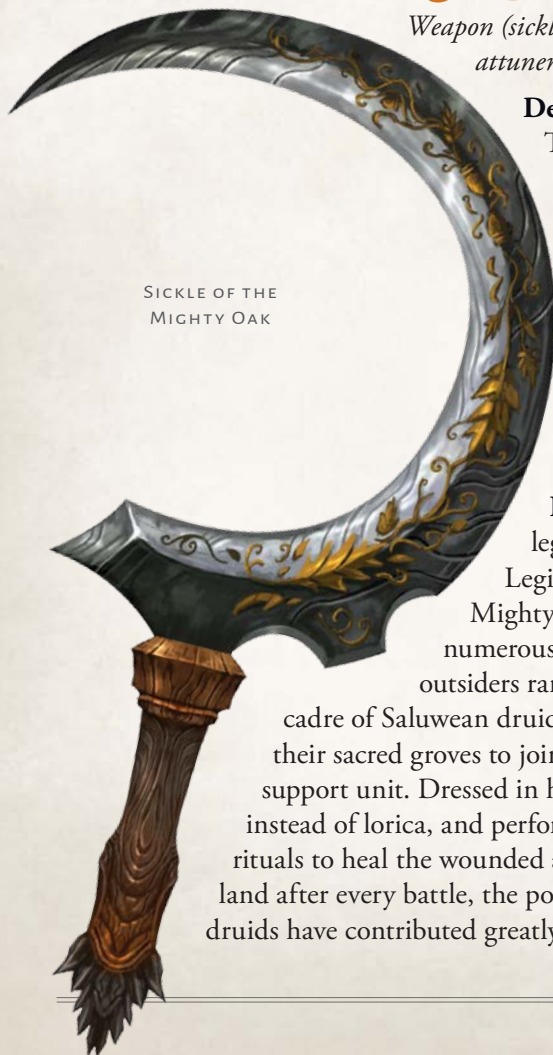 Weapon (sickl
attuner
De
T
SICKLE OF THE
MIGHTY OAK
leg
Legi
Mighty
numerous
outsiders ran
cadre of Saluwean druid
their sacred groves to join
support unit. Dressed in h
instead of lorica, and perfor
rituals to heal the wounded a
land after every battle, the po
druids have contributed greatly